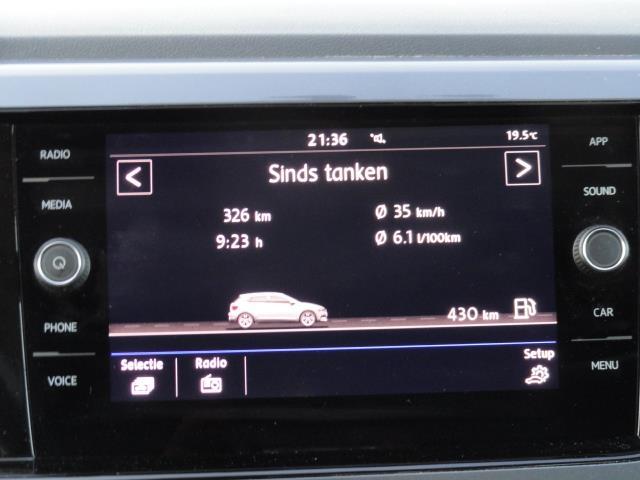 RADIO
MEDIA
PHONE
VOICE
21:36
19.5°C
Sinds tanken
326 km
Ø 35 km/h
9:23 h
Ø 6.1 l/100km
430 km
Selectie
Radio
Setup
APP
SOUND
CAR
MENU